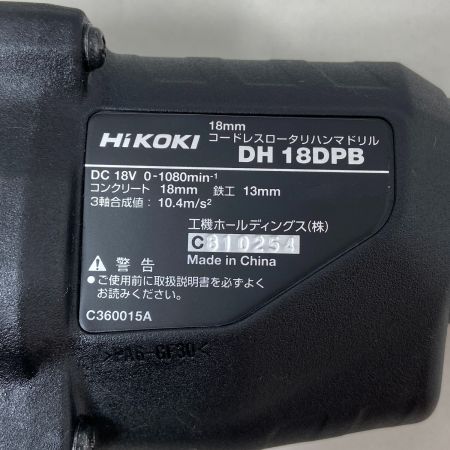 HiKOKI
18mm
コードレスロータリハンマドリル
DH 18DPB
DC 18V 0-1080min-1
コンクリート 18mm 鉄工 13mm
3軸合成値：10.4m/s2
工機ホールディングス(株)
C810254
Made in China
警告
●ご使用前に取扱説明書を必ずよく
お読みください。
C360015A
>PA6-GF30<